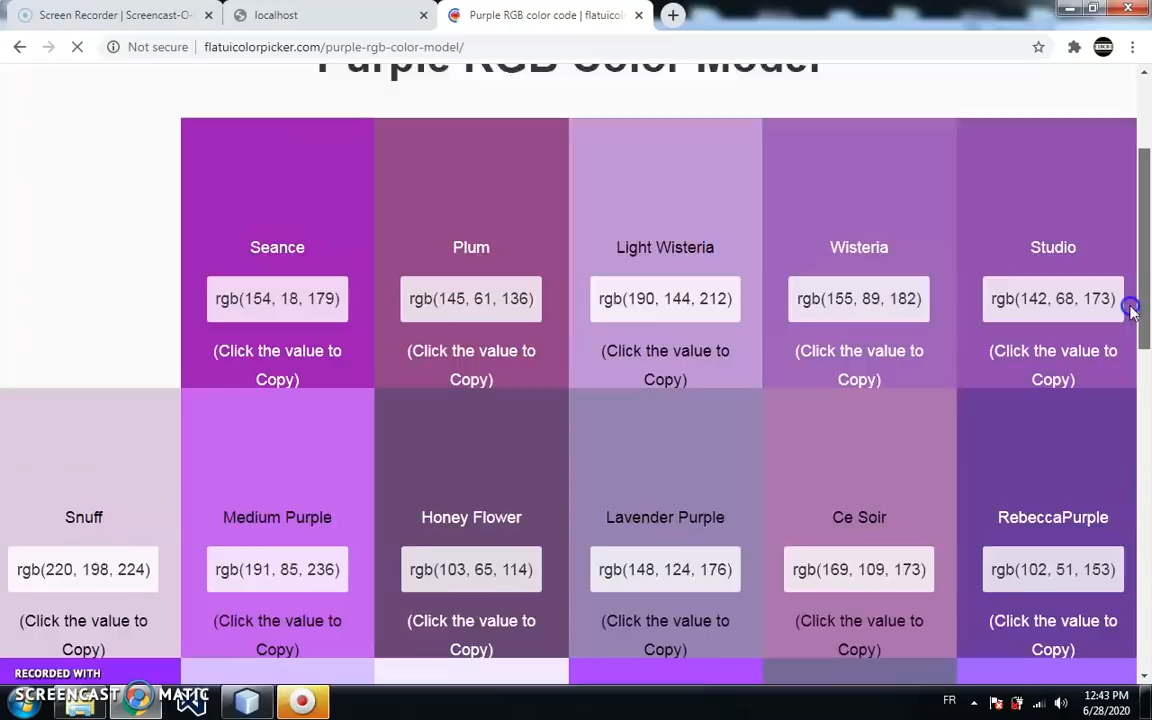 Screen Recorder | Screencast-O-
localhost
Purple RGB color code | flatuicol
Not secure
flatuicolorpicker.com/purple-rgb-color-model/
Purple RGB Color Model
Seance
Plum
Light Wisteria
Wisteria
Studio
rgb(154, 18, 179)
rgb(145, 61, 136)
rgb(190, 144, 212)
rgb(155, 89, 182)
rgb(142, 68, 173)
(Click the value to
Copy)
(Click the value to
Copy)
(Click the value to
Copy)
(Click the value to
Copy)
(Click the value to
Copy)
Snuff
Medium Purple
Honey Flower
Lavender Purple
Ce Soir
RebeccaPurple
rgb(220, 198, 224)
rgb(191, 85, 236)
rgb(103, 65, 114)
rgb(148, 124, 176)
rgb(169, 109, 173)
rgb(102, 51, 153)
(Click the value to
Copy)
(Click the value to
Copy)
(Click the value to
Copy)
(Click the value to
Copy)
(Click the value to
Copy)
(Click the value to
Copy)
RECORDED WITH
SCREENCAST MATIC
FR
12:43 PM
6/28/2020